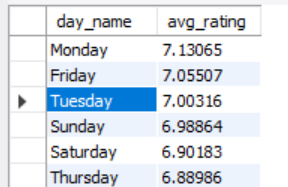 day_name avg_rating
Monday 7.13065
Friday 7.05507
Tuesday 7.00316
Sunday 6.98864
Saturday 6.90183
Thursday 6.88986